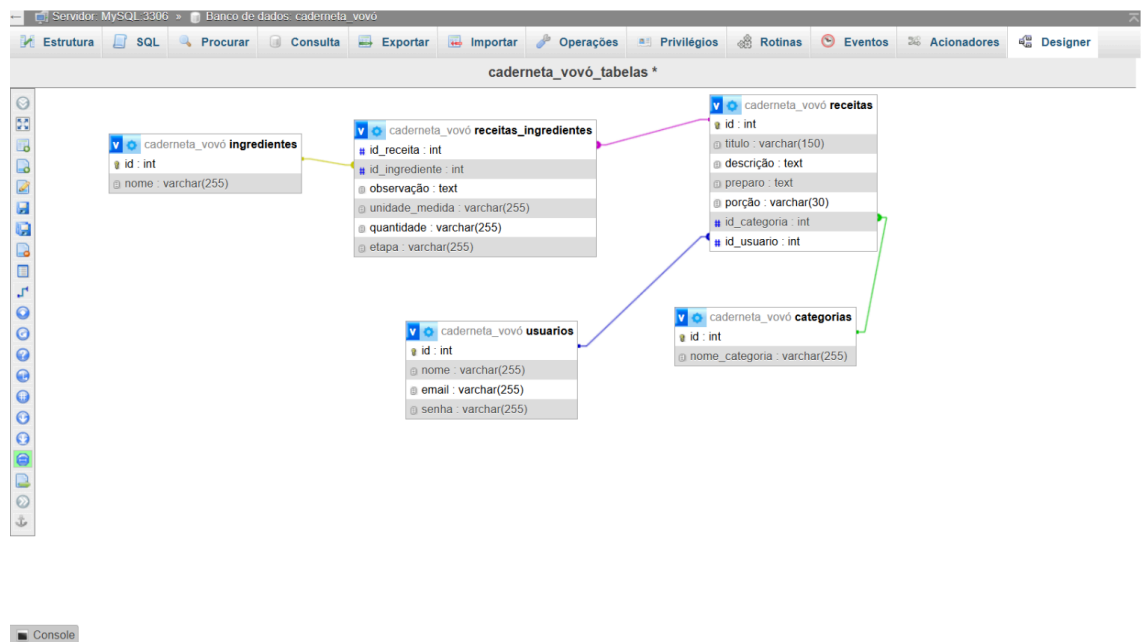 Servidor: MySQL:3306 » Banco de dados: caderneta_vovó
Estrutura SQL Procurar Consulta Exportar Importar Operações Privilégios Rotinas Eventos Acionadores Designer
caderneta_vovó_tabelas *
caderneta_vovó ingredientes
id : int
nome : varchar(255)
caderneta_vovó receitas_ingredientes
id_receita : int
id_ingrediente : int
observação : text
unidade_medida : varchar(255)
quantidade : varchar(255)
etapa : varchar(255)
caderneta_vovó receitas
id : int
titulo : varchar(150)
descrição : text
preparo : text
porção : varchar(30)
id_categoria : int
id_usuario : int
caderneta_vovó usuarios
id : int
nome : varchar(255)
email : varchar(255)
senha : varchar(255)
caderneta_vovó categorias
id : int
nome_categoria : varchar(255)
Console